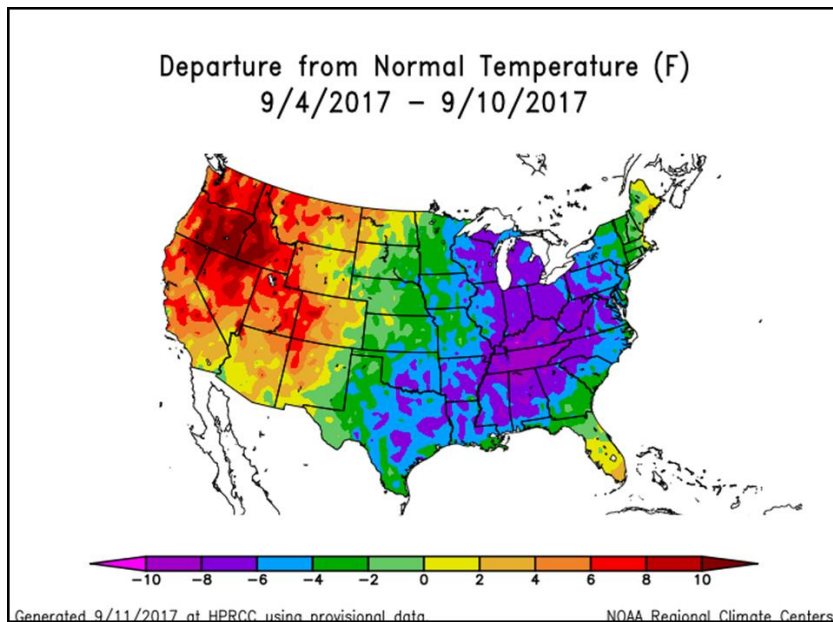 Departure from Normal Temperature (F)
9/4/2017 – 9/10/2017
-10 -8 -6 -4 -2 0 2 4 6 8 10
Generated 9/11/2017 at HPRCC using provisional data.
NOAA Regional Climate Centers